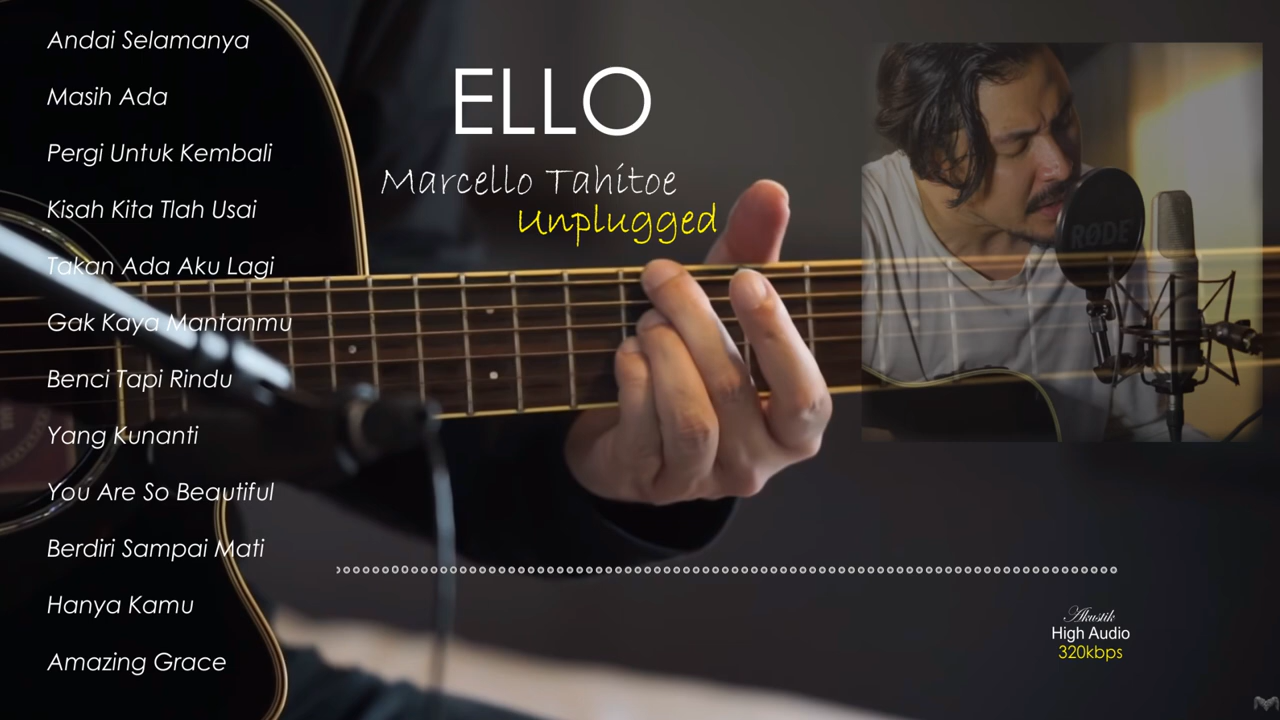 Andai Selamanya
Masih Ada
Pergi Untuk Kembali
Kisah Kita Tlah Usai
Takan Ada Aku Lagi
Gak Kaya Mantanmu
Benci Tapi Rindu
Yang Kunanti
You Are So Beautiful
Berdiri Sampai Mati
Hanya Kamu
Amazing Grace
ELLO
Marcello Tahitoe
Unplugged
RØDE
Akustik
High Audio
320kbps